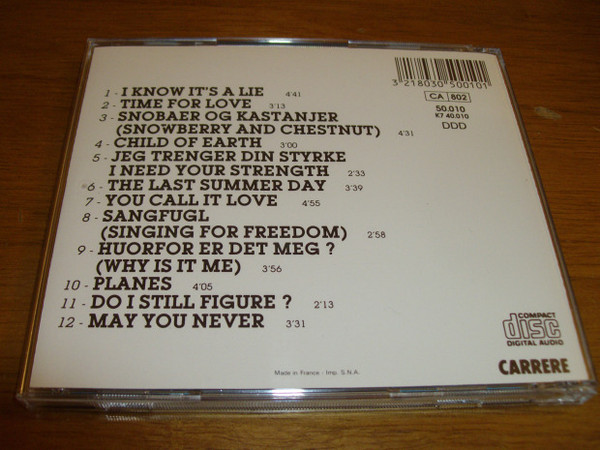 3 218030 500101
CA 802
50.010
K7 40.010
DDD
1 - I KNOW IT'S A LIE 4'41
2 - TIME FOR LOVE 3'13
3 - SNOBAER OG KASTANJER
(SNOWBERRY AND CHESTNUT) 4'31
4 - CHILD OF EARTH 3'00
5 - JEG TRENGER DIN STYRKE
I NEED YOUR STRENGTH 2'33
6 - THE LAST SUMMER DAY 3'39
7 - YOU CALL IT LOVE 4'55
8 - SANGFUGL
(SINGING FOR FREEDOM) 2'58
9 - HUORFOR ER DET MEG ?
(WHY IS IT ME) 3'56
10 - PLANES 4'05
11 - DO I STILL FIGURE ? 2'13
12 - MAY YOU NEVER 3'31
COMPACT
disc
DIGITAL AUDIO
CARRERE
Made in France - Imp. S.N.A.